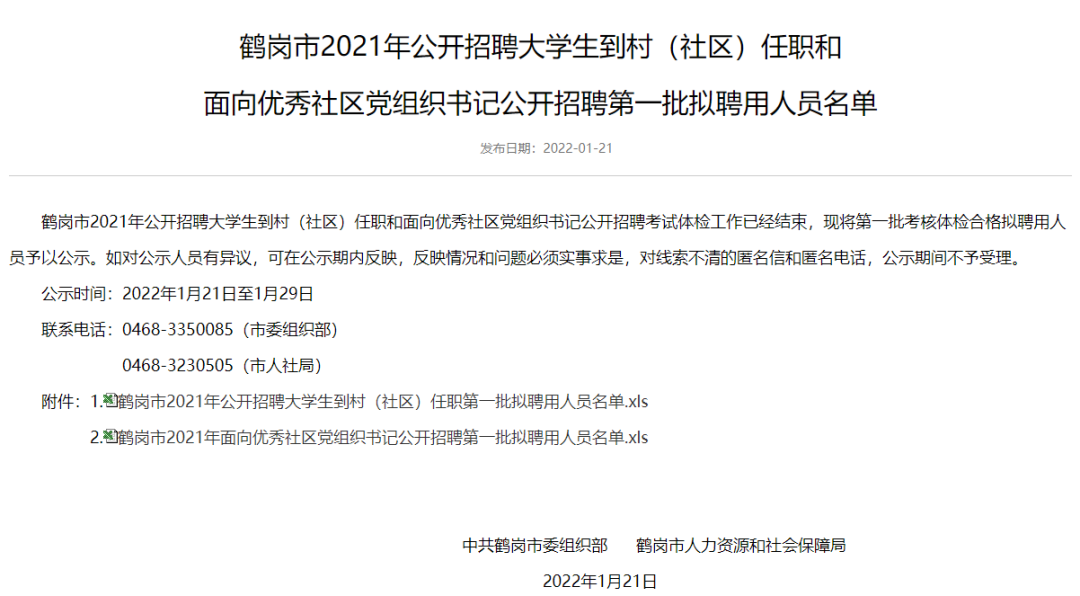 鹤岗市2021年公开招聘大学生到村（社区）任职和
面向优秀社区党组织书记公开招聘第一批拟聘用人员名单
发布日期：2022-01-21
鹤岗市2021年公开招聘大学生到村（社区）任职和面向优秀社区党组织书记公开招聘考试体检工作已经结束，现将第一批考核体检合格拟聘用人
员予以公示。如对公示人员有异议，可在公示期内反映，反映情况和问题必须实事求是，对线索不清的匿名信和匿名电话，公示期间不予受理。
公示时间：2022年1月21日至1月29日
联系电话：0468-3350085（市委组织部）
0468-3230505（市人社局）
附件：1.鹤岗市2021年公开招聘大学生到村（社区）任职第一批拟聘用人员名单.xls
2.鹤岗市2021年面向优秀社区党组织书记公开招聘第一批拟聘用人员名单.xls
中共鹤岗市委组织部 鹤岗市人力资源和社会保障局
2022年1月21日